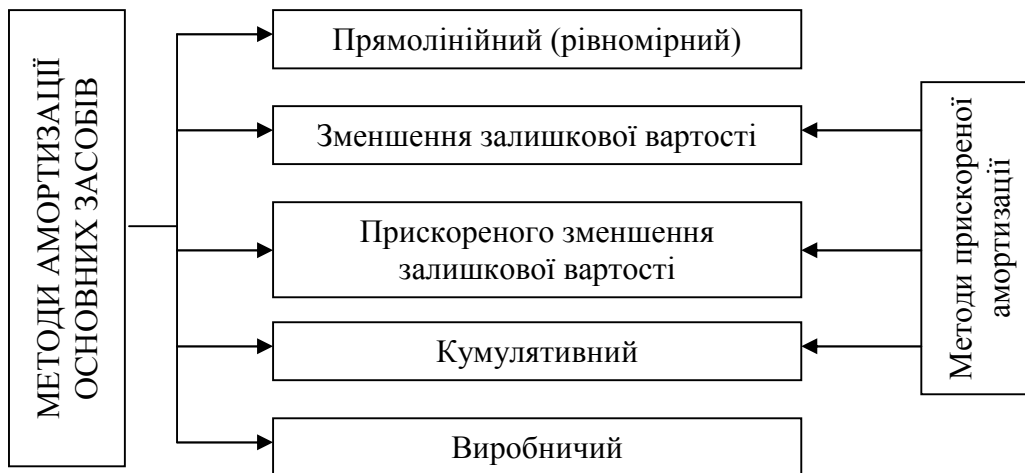 МЕТОДИ АМОРТИЗАЦІЇ
ОСНОВНИХ ЗАСОБІВ
Прямолінійний (рівномірний)
Зменшення залишкової вартості
Прискореного зменшення
залишкової вартості
Кумулятивний
Виробничий
Методи прискореної
амортизації